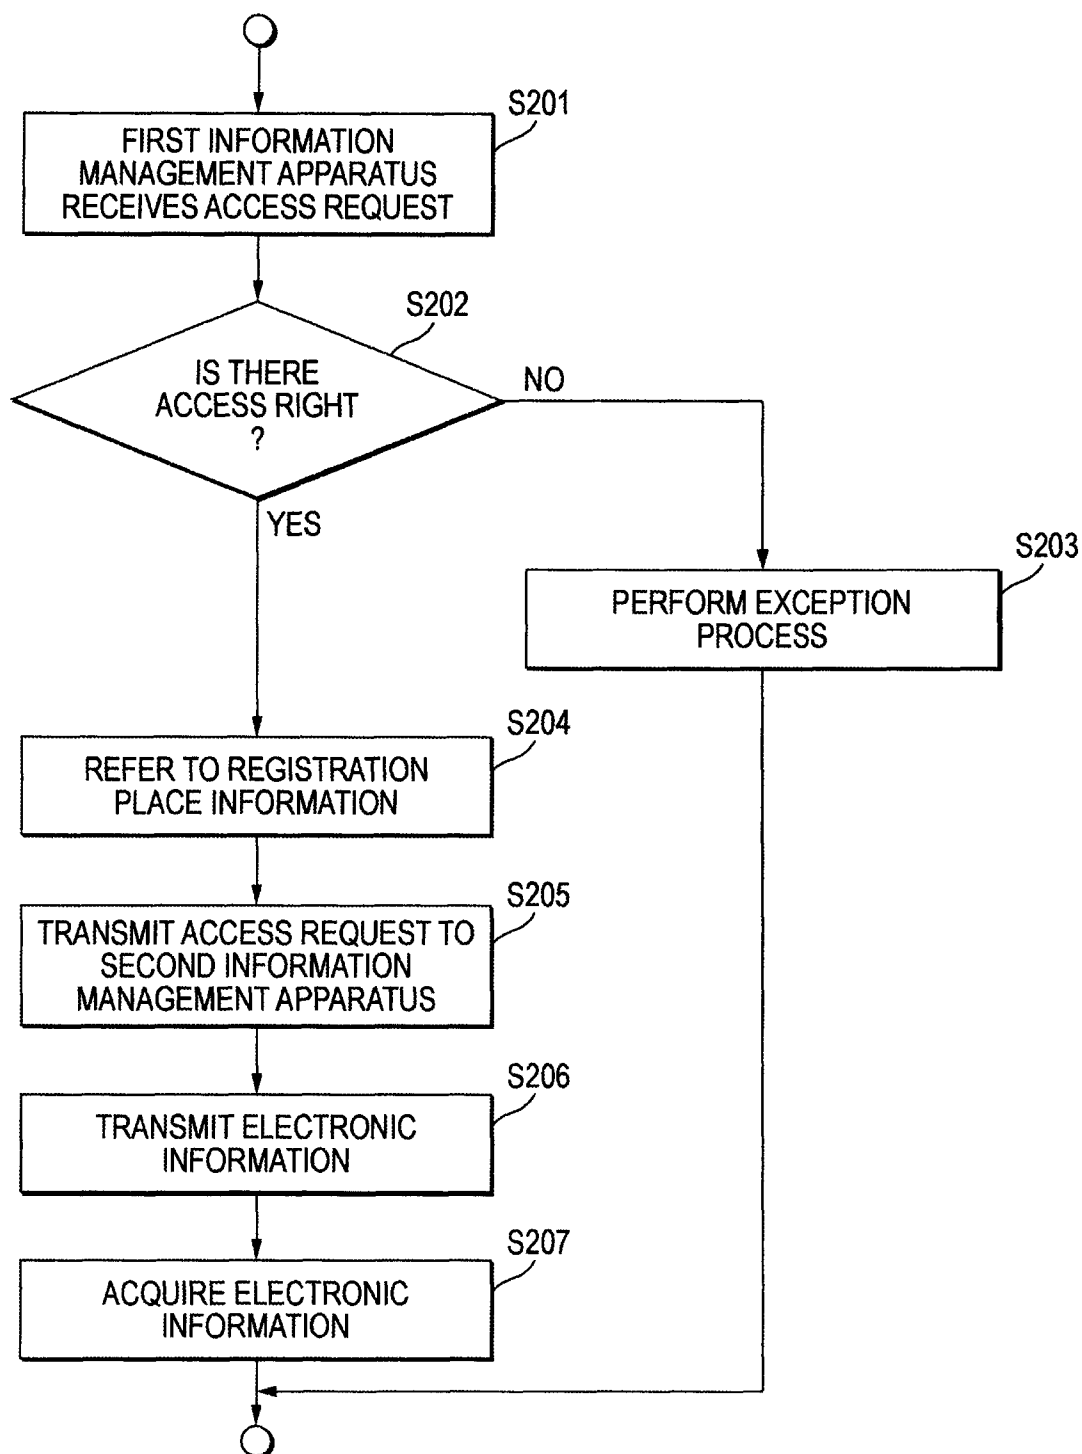 S201
FIRST INFORMATION
MANAGEMENT APPARATUS
RECEIVES ACCESS REQUEST
S202
IS THERE
ACCESS RIGHT
?
NO
YES
S203
PERFORM EXCEPTION
PROCESS
S204
REFER TO REGISTRATION
PLACE INFORMATION
S205
TRANSMIT ACCESS REQUEST TO
SECOND INFORMATION
MANAGEMENT APPARATUS
S206
TRANSMIT ELECTRONIC
INFORMATION
S207
ACQUIRE ELECTRONIC
INFORMATION